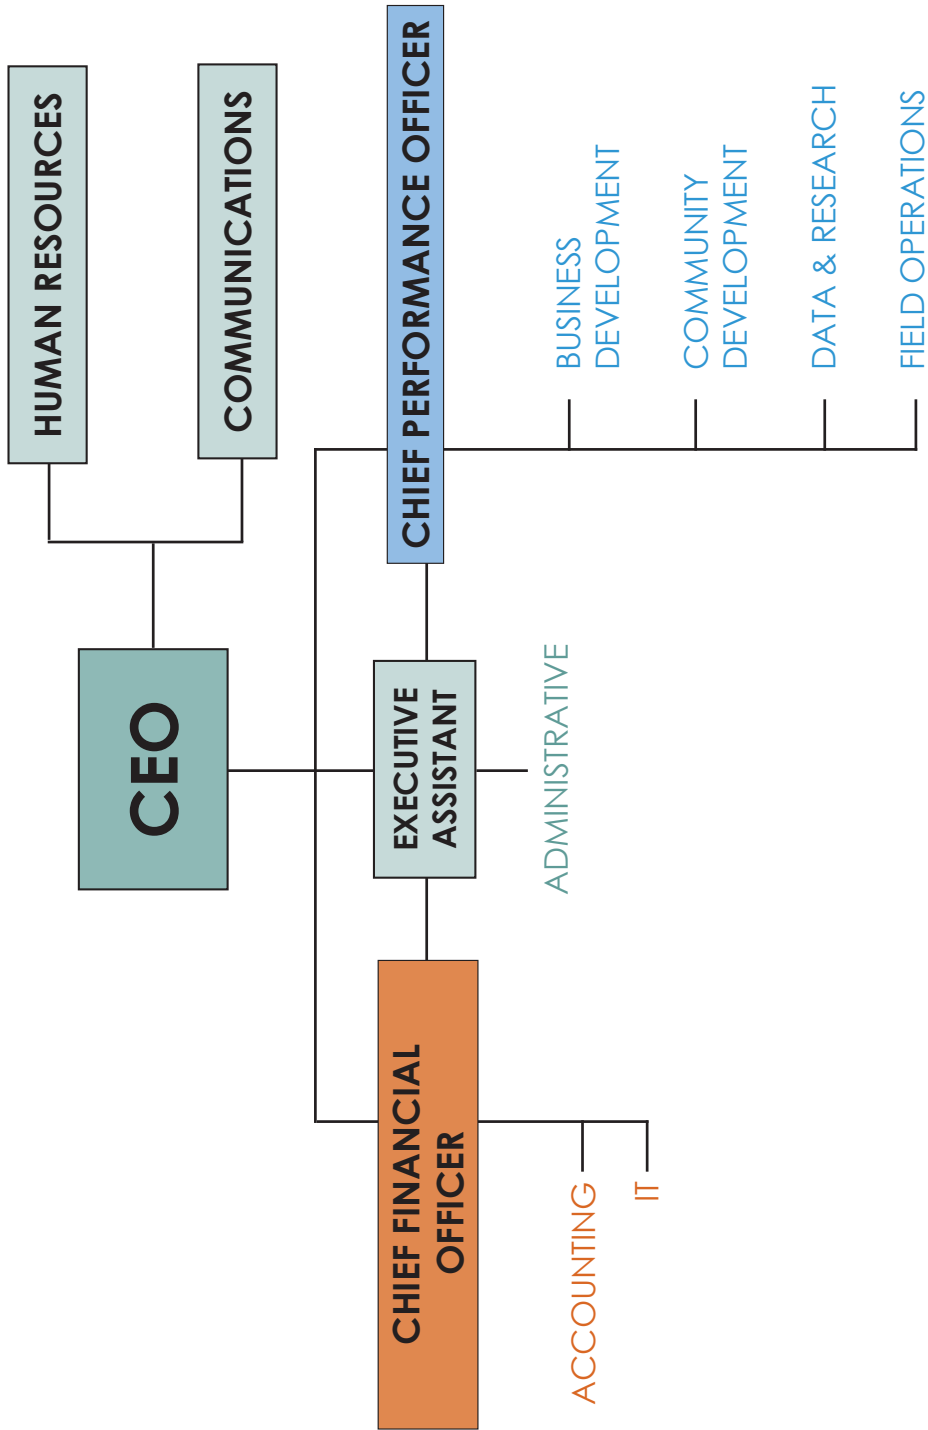 HUMAN RESOURCES
CEO
COMMUNICATIONS
CHIEF FINANCIAL
OFFICER
EXECUTIVE
ASSISTANT
CHIEF PERFORMANCE OFFICER
ACCOUNTING
IT
ADMINISTRATIVE
BUSINESS
DEVELOPMENT
COMMUNITY
DEVELOPMENT
DATA & RESEARCH
FIELD OPERATIONS